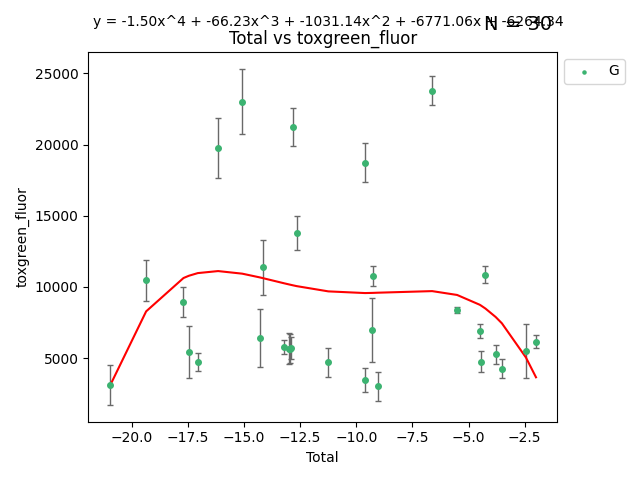 y = -1.50x^4 + -66.23x^3 + -1031.14x^2 + -6771.06x + -6264.34
N = 30
Total vs toxgreen_fluor
G
25000
20000
15000
10000
5000
toxgreen_fluor
−20.0 −17.5 −15.0 −12.5 −10.0 −7.5 −5.0 −2.5
Total